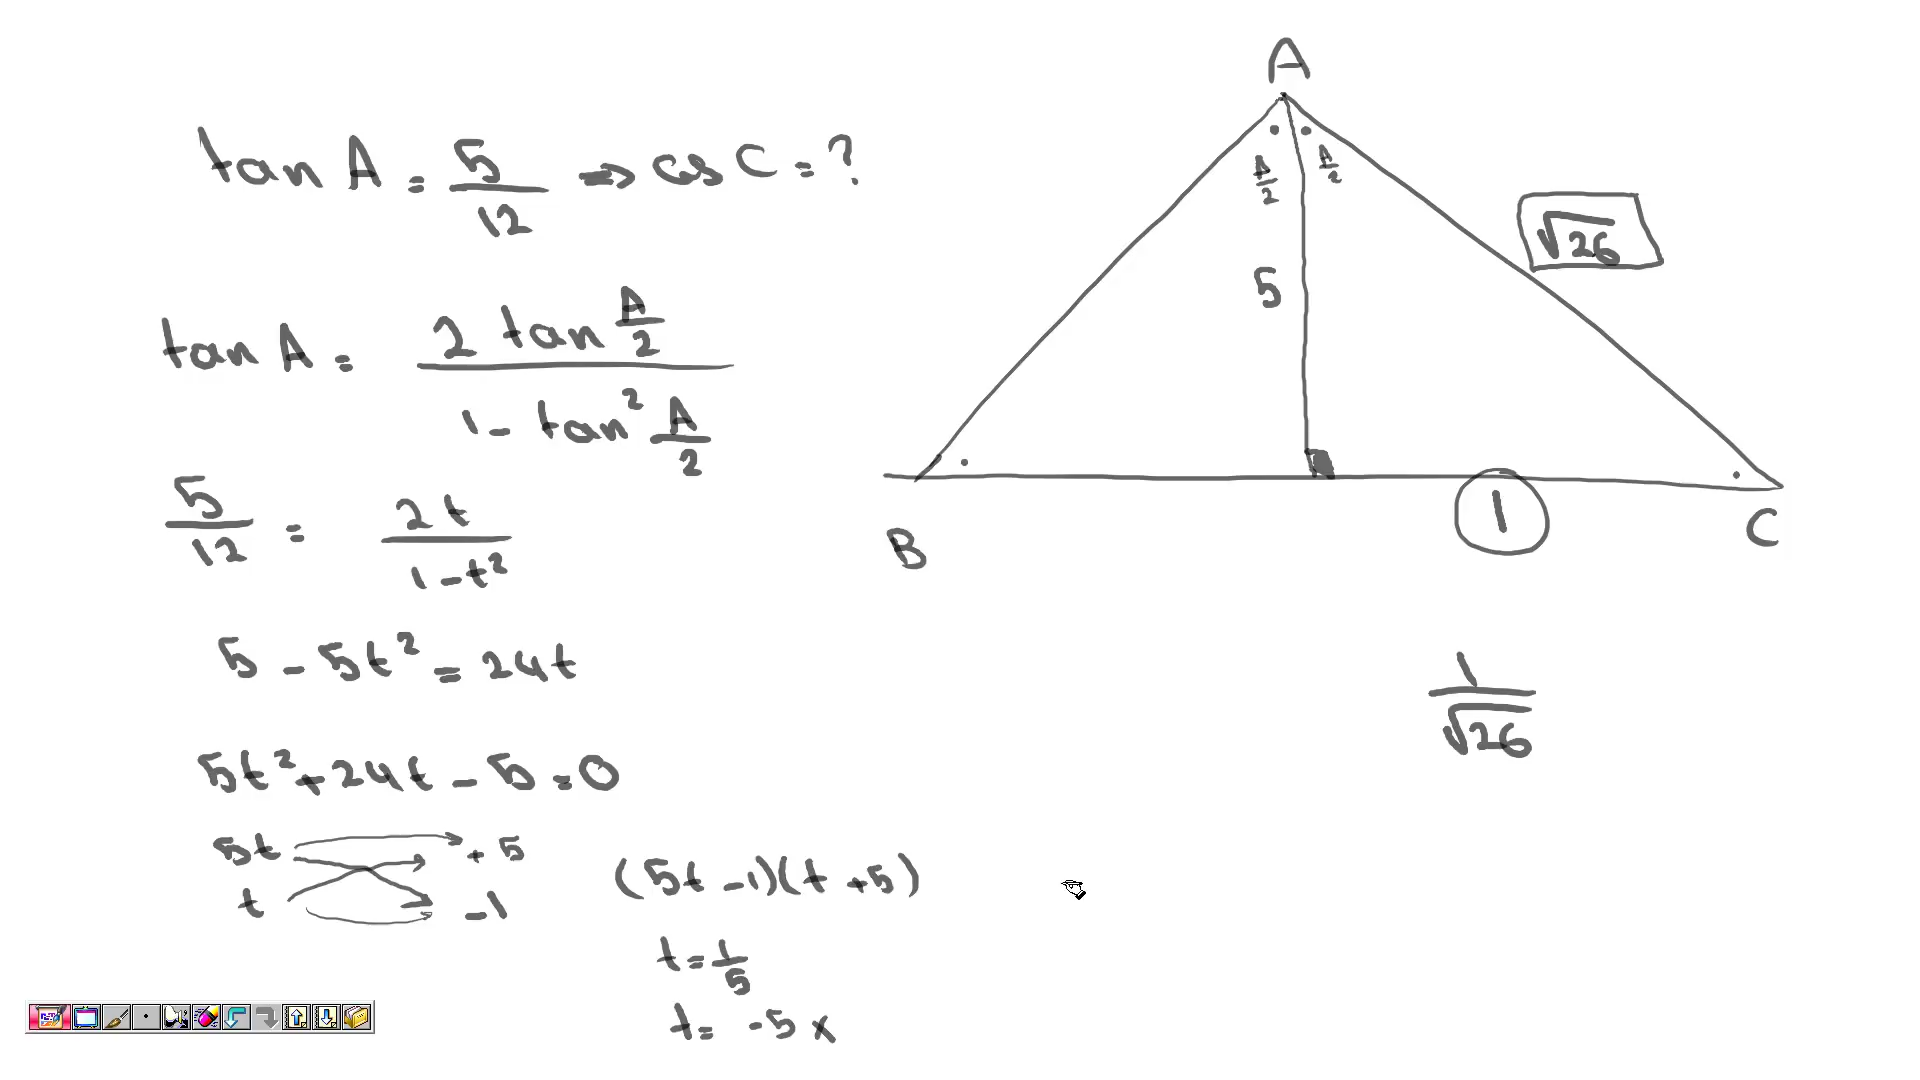 tan A = 5/12 => cos C = ?
tan A = 2 tan A/2 / 1 - tan² A/2
5/12 = 2t / 1-t²
5 - 5t² = 24t
5t² + 24t - 5 = 0
5t +5
t -1
(5t -1)(t +5)
t = 1/5
t = -5 x
A
A/2 A/2
√26
5
1
B C
1/√26